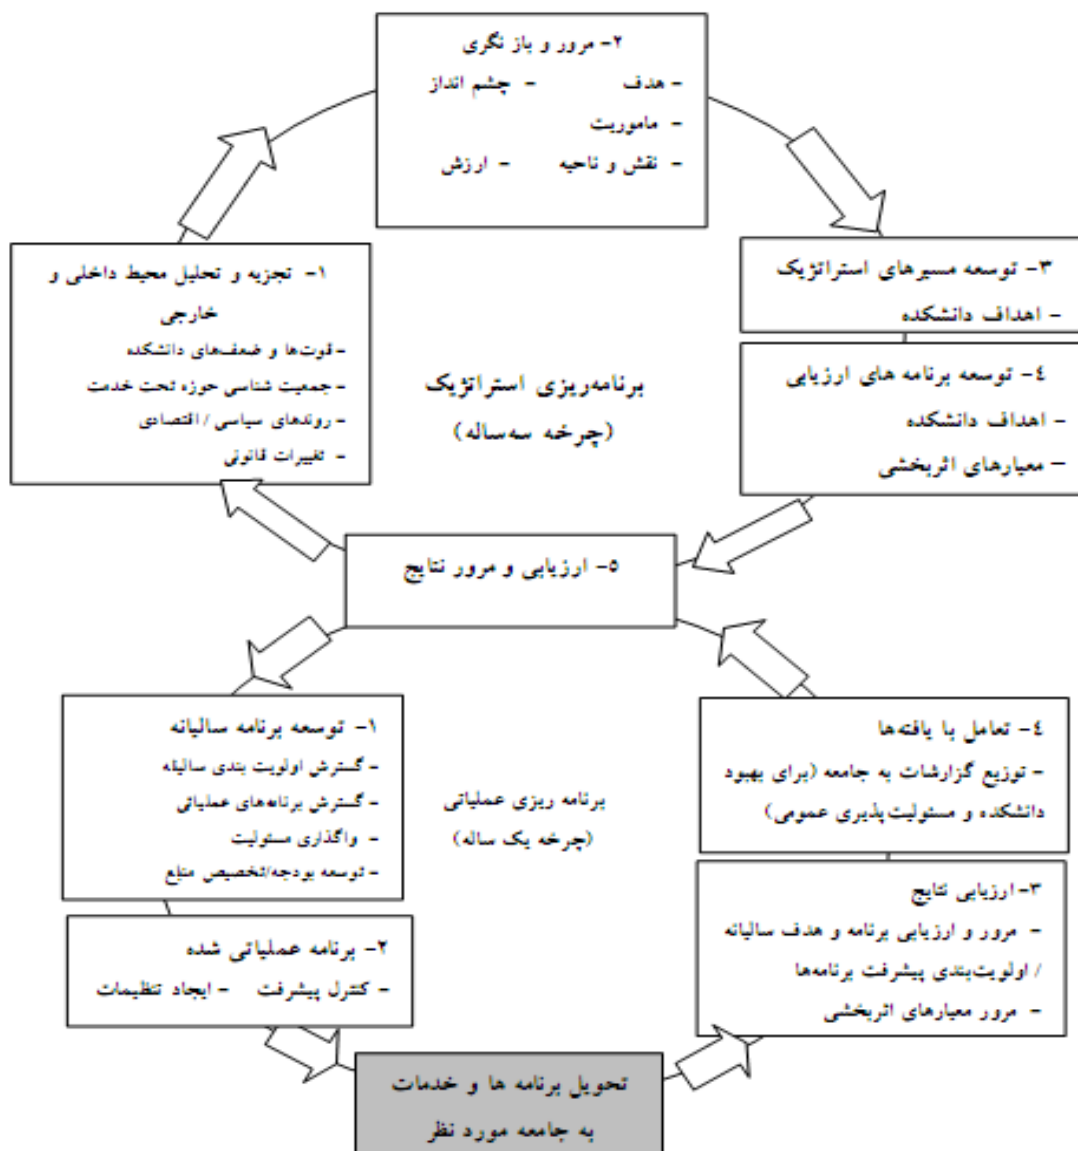 ۲- مرور و باز نگری
- هدف - چشم انداز
- ماموریت
- نقش و ناحیه - ارزش
۱- تجزیه و تحلیل محیط داخلی و
خارجی
- قوت‌ها و ضعف‌های دانشکده
- جمعیت شناسی حوزه تحت خدمت
- روندهای سیاسی / اقتصادی
- تغییرات قانونی
۳- توسعه مسیرهای استراتژیک
- اهداف دانشکده
٤- توسعه برنامه های ارزیابی
- اهداف دانشکده
- معیارهای اثربخشی
برنامه‌ریزی استراتژیک
(چرخه سه‌ساله)
٥- ارزیابی و مرور نتایج
۱- توسعه برنامه سالیانه
- گسترش اولویت بندی سالیانه
- گسترش برنامه‌های عملیاتی
- واگذاری مسئولیت
- توسعه بودجه/تخصیص منابع
۲- برنامه عملیاتی شده
- کنترل پیشرفت - ایجاد تنظیمات
برنامه ریزی عملیاتی
(چرخه یک ساله)
٤- تعامل با یافته‌ها
- توزیع گزارشات به جامعه (برای بهبود
دانشکده و مسئولیت‌پذیری عمومی)
۳- ارزیابی نتایج
- مرور و ارزیابی برنامه و هدف سالیانه
/ اولویت‌بندی پیشرفت برنامه‌ها
- مرور معیارهای اثربخشی
تحویل برنامه ها و خدمات
به جامعه مورد نظر